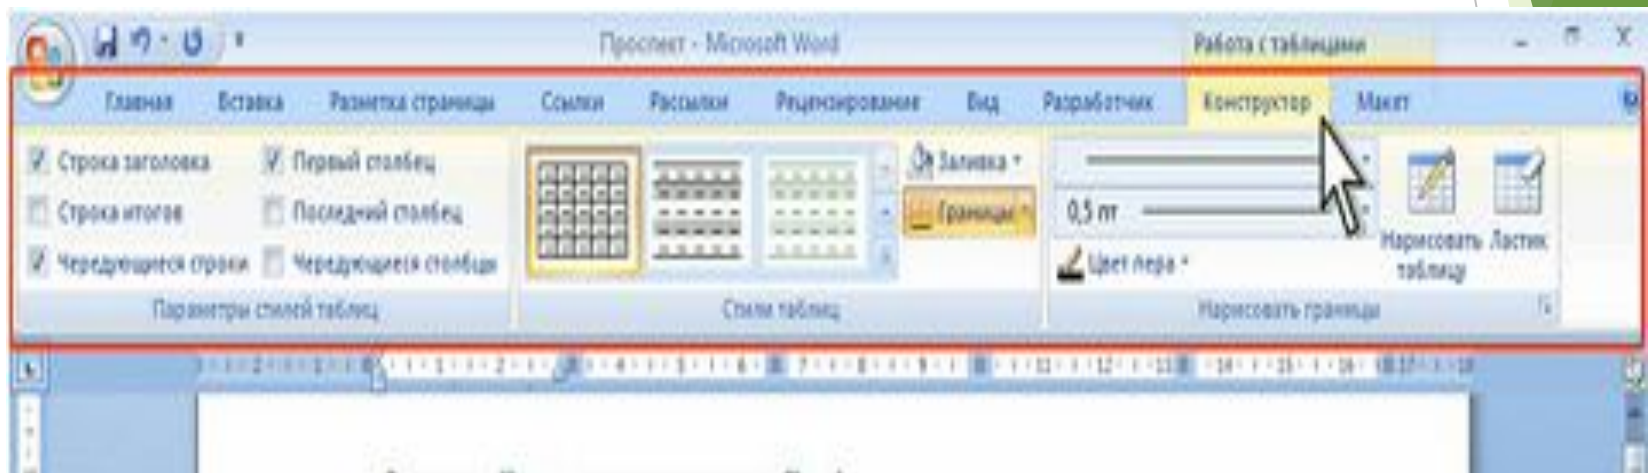 Проспект - Microsoft Word Работа с таблицами
Главная Вставка Разметка страницы Ссылки Рассылки Рецензирование Вид Разработчик Конструктор Макет
Строка заголовка Первый столбец Заливка
Строка итогов Последний столбец Границы 0,5 пт
Чередующиеся строки Чередующиеся столбцы Цвет пера Нарисовать таблицу Ластик
Параметры стилей таблиц Стили таблиц Нарисовать границы